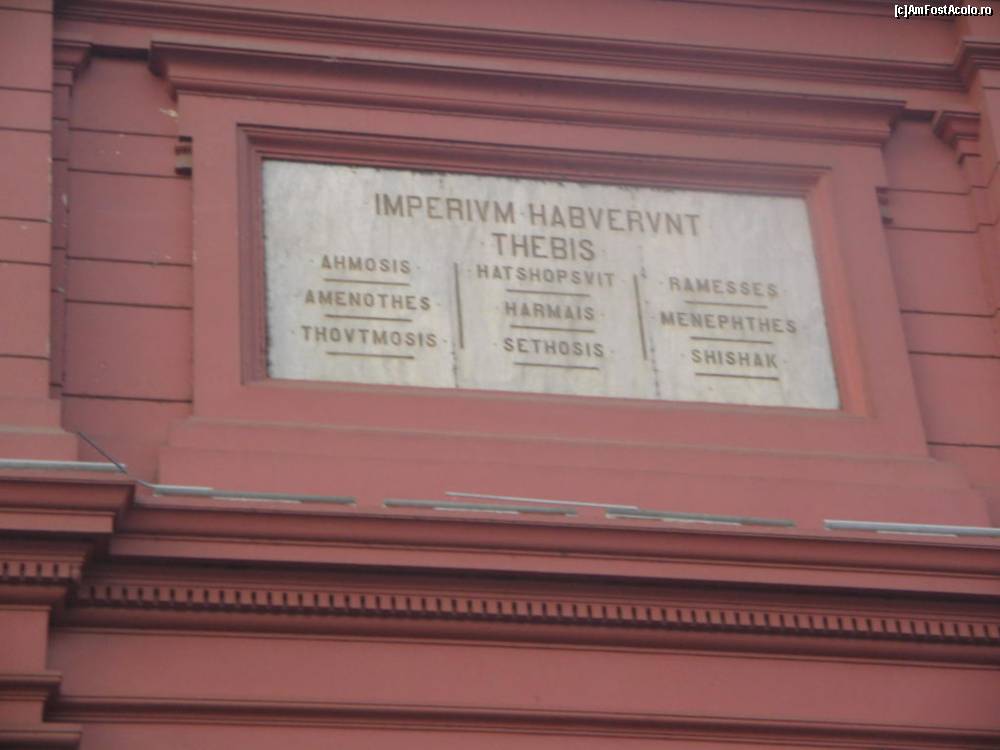 [c]AmFostAcolo.ro
IMPERIVM · HABVERVNT
· THEBIS ·
· AHMOSIS ·
· AMENOTHES ·
· THOVTMOSIS ·
· HATSHOPSVIT ·
· HARMAIS ·
· SETHOSIS ·
· RAMESSES ·
· MENEPHTHES ·
· SHISHAK ·